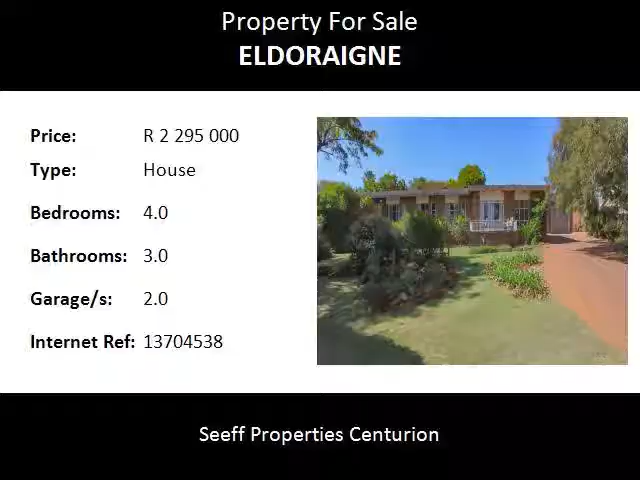 Property For Sale
ELDORAIGNE
Price: R 2 295 000
Type: House
Bedrooms: 4.0
Bathrooms: 3.0
Garage/s: 2.0
Internet Ref: 13704538
Seeff Properties Centurion